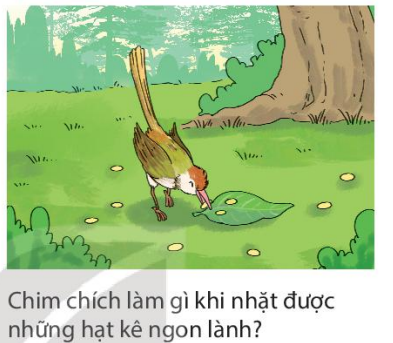 Chim chích làm gì khi nhặt được
những hạt kê ngon lành?